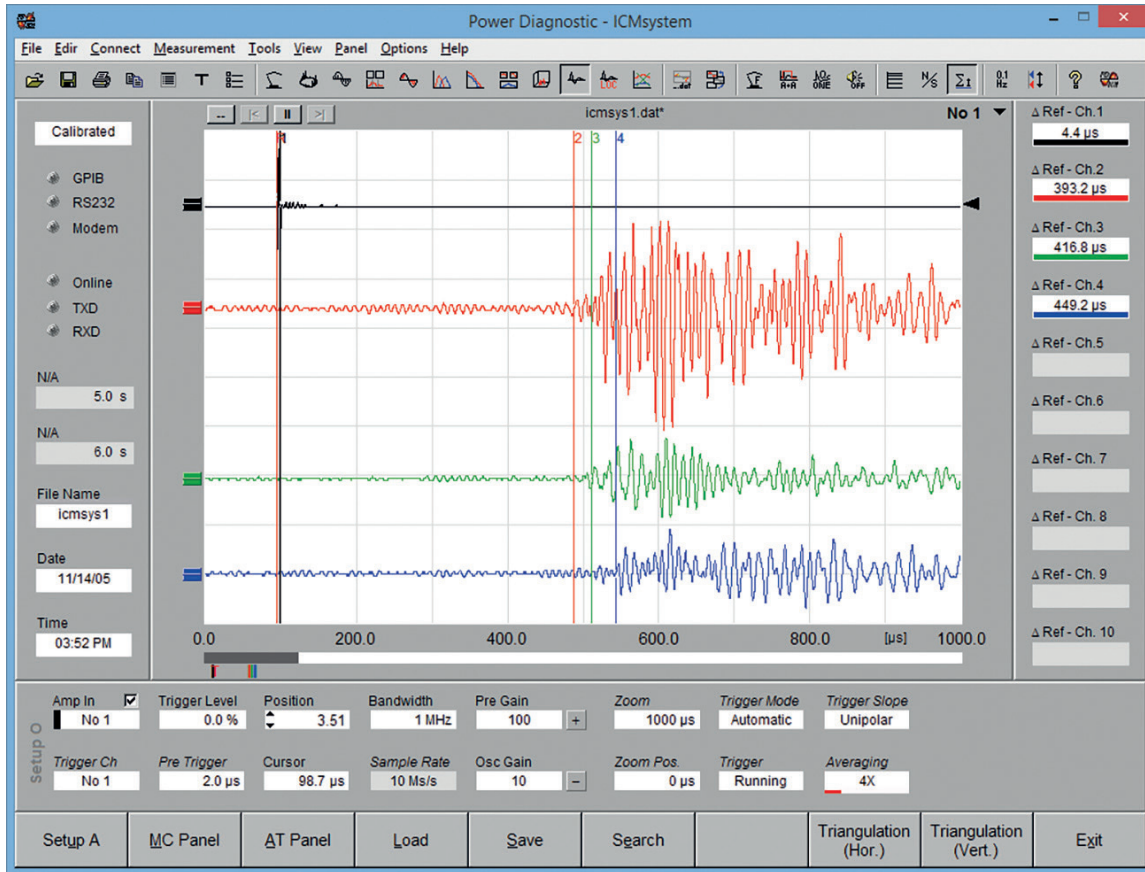 Power Diagnostic - ICMsystem
File Edir Connect Measurement Tools View Panel Options Help
icmsys1.dat*
No 1
Calibrated
GPIB
RS232
Modem
Online
TXD
RXD
N/A
5.0 s
N/A
6.0 s
File Name
icmsys1
Date
11/14/05
Time
03:52 PM
1
2
3
4
0.0 200.0 400.0 600.0 800.0 [µs] 1000.0
Δ Ref - Ch.1
4.4 µs
Δ Ref - Ch.2
393.2 µs
Δ Ref - Ch.3
416.8 µs
Δ Ref - Ch.4
449.2 µs
Δ Ref - Ch.5
Δ Ref - Ch.6
Δ Ref - Ch.7
Δ Ref - Ch. 8
Δ Ref - Ch. 9
Δ Ref - Ch. 10
Setup O
Amp In Trigger Level Position Bandwidth Pre Gain Zoom Trigger Mode Trigger Slope
No 1 0.0 % 3.51 1 MHz 100 + 1000 µs Automatic Unipolar
Trigger Ch Pre Trigger Cursor Sample Rate Osc Gain Zoom Pos. Trigger Averaging
No 1 2.0 µs 98.7 µs 10 Ms/s 10 − 0 µs Running 4X
Setup A MC Panel AT Panel Load Save Search Triangulation (Hor.) Triangulation (Vert.) Exit